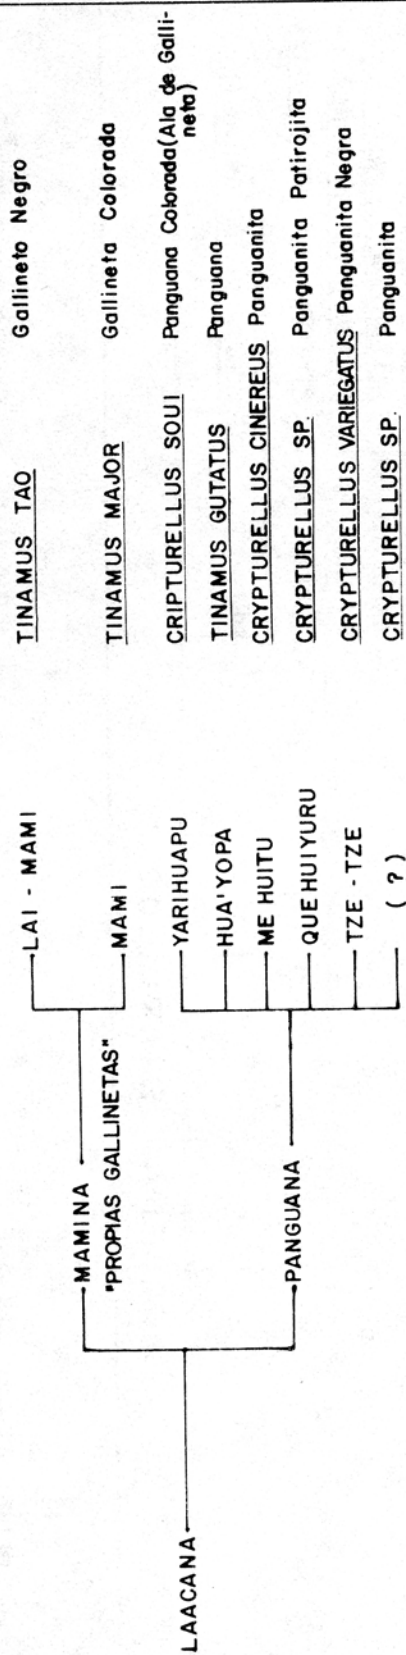 LAACANA
MAMINA
"PROPIAS GALLINETAS"
LAI - MAMI TINAMUS TAO Gallineto Negro
MAMI TINAMUS MAJOR Gallineta Colorada
PANGUANA
YARIHUAPU CRIPTURELLUS SOUI Panguana Colorada (Ala de Galli-
neta)
HUA'YOPA TINAMUS GUTATUS Panguana
ME HUITU CRYPTURELLUS CINEREUS Panguanita
QUE HUIYURU CRYPTURELLUS SP. Panguanita Patirojita
TZE - TZE CRYPTURELLUS VARIEGATUS Panguanita Negra
( ? ) CRYPTURELLUS SP. Panguanita